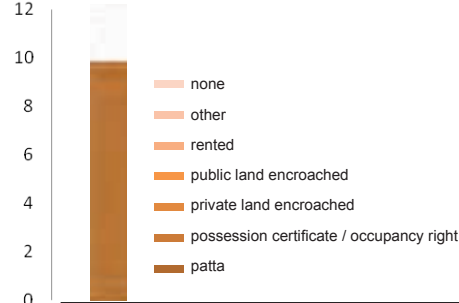 12
10
8
6
4
2
0
none
other
rented
public land encroached
private land encroached
possession certificate / occupancy right
patta